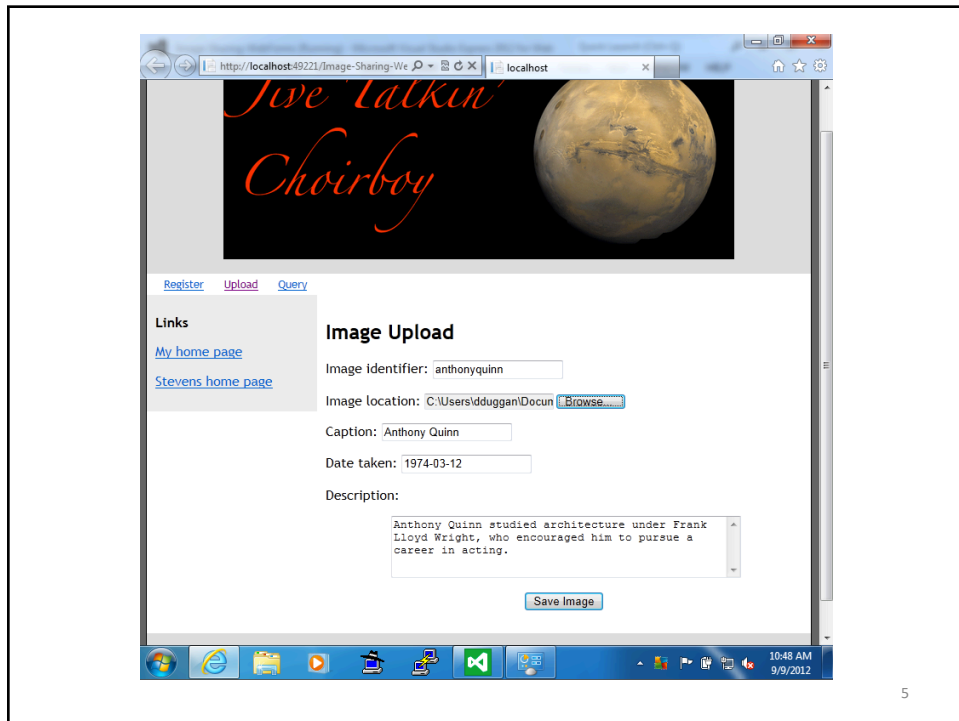 http://localhost:49221/Image-Sharing-We
localhost
Jive Talkin'
Choirboy
Register Upload Query
Links
My home page
Stevens home page
Image Upload
Image identifier: anthonyquinn
Image location: C:\Users\dduggan\Docum Browse......
Caption: Anthony Quinn
Date taken: 1974-03-12
Description:
Anthony Quinn studied architecture under Frank
Lloyd Wright, who encouraged him to pursue a
career in acting.
Save Image
10:48 AM
9/9/2012
5